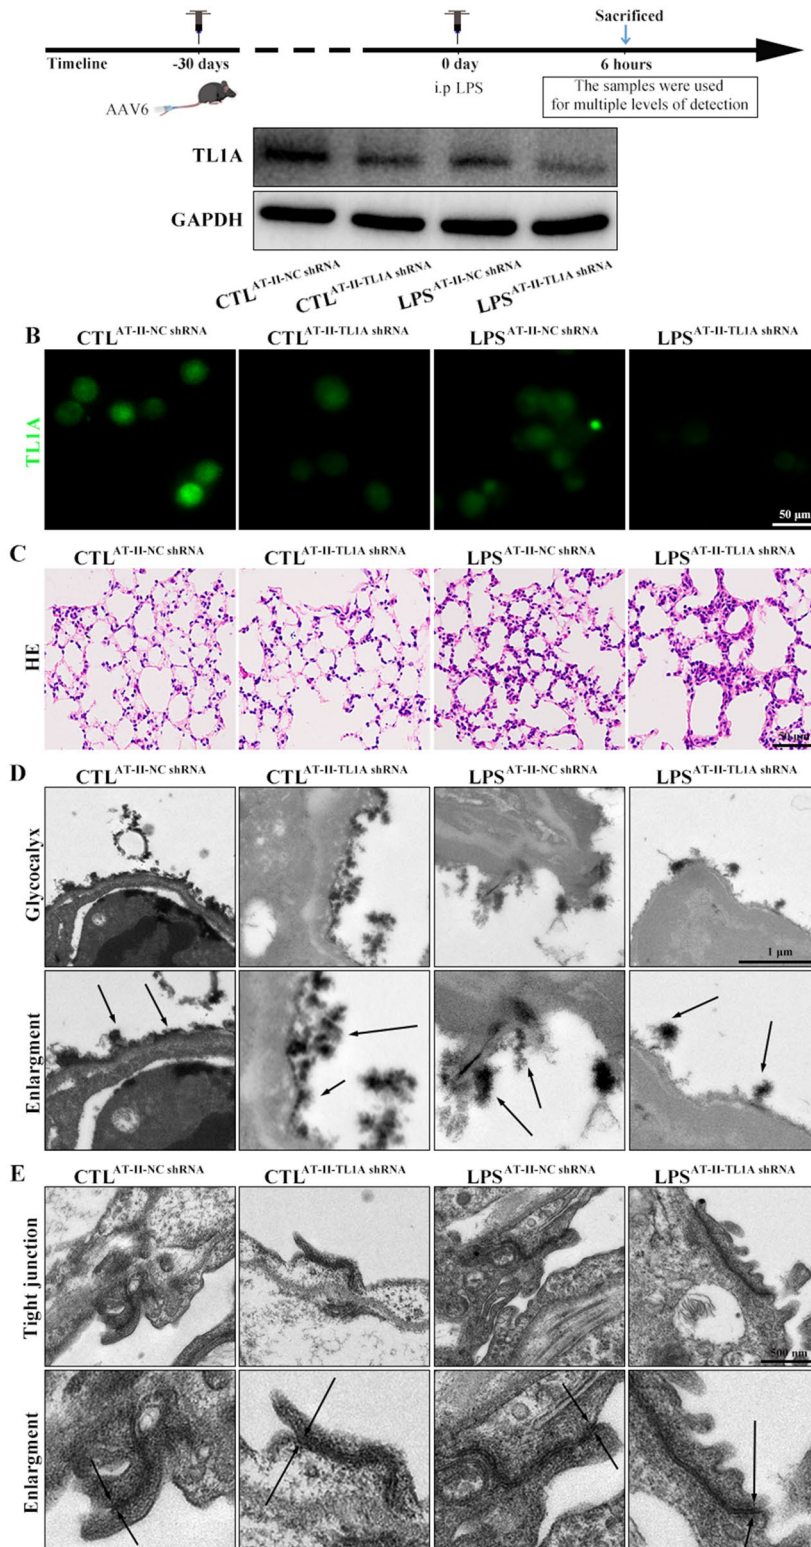 Sacrificed
Timeline
-30 days
0 day
6 hours
AAV6
i.p LPS
The samples were used
for multiple levels of detection
TL1A
GAPDH
CTL AT-II-NC shRNA
CTL AT-II-TL1A shRNA
LPS AT-II-NC shRNA
LPS AT-II-TL1A shRNA
B
CTL AT-II-NC shRNA
CTL AT-II-TL1A shRNA
LPS AT-II-NC shRNA
LPS AT-II-TL1A shRNA
TL1A
50 μm
C
CTL AT-II-NC shRNA
CTL AT-II-TL1A shRNA
LPS AT-II-NC shRNA
LPS AT-II-TL1A shRNA
HE
50 μm
D
CTL AT-II-NC shRNA
CTL AT-II-TL1A shRNA
LPS AT-II-NC shRNA
LPS AT-II-TL1A shRNA
Glycocalyx
1 μm
Enlargment
E
CTL AT-II-NC shRNA
CTL AT-II-TL1A shRNA
LPS AT-II-NC shRNA
LPS AT-II-TL1A shRNA
Tight junction
500 nm
Enlargment